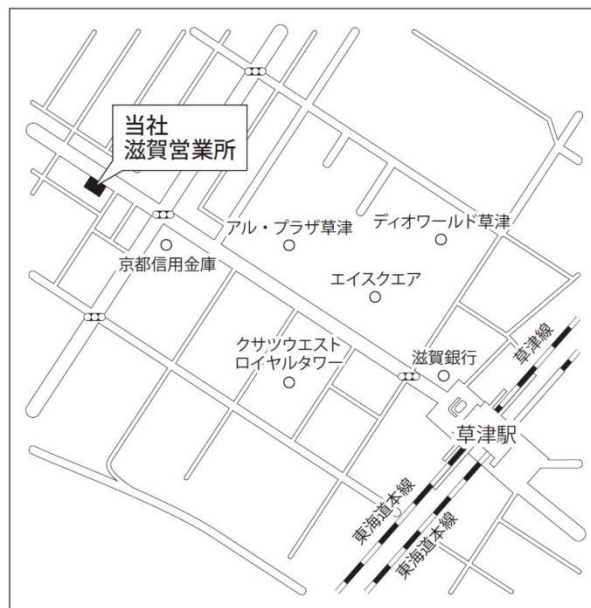 当社
滋賀営業所
アル・プラザ草津
ディオワールド草津
京都信用金庫
エイスクエア
クサツウエスト
ロイヤルタワー
滋賀銀行
草津線
草津駅
東海道本線
東海道本線